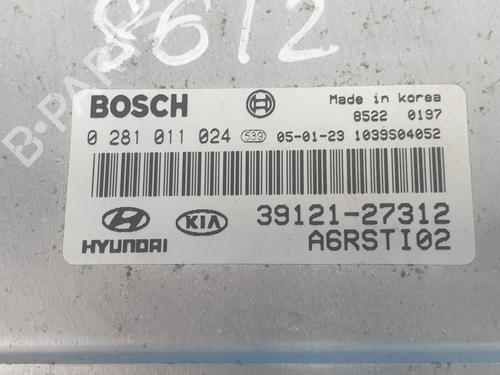 8612
BOSCH
Made in korea
8522 0197
0 281 011 024 539 05-01-23 1039S04052
HYUNDAI KIA 39121-27312
A6RSTI02
B-PARTS